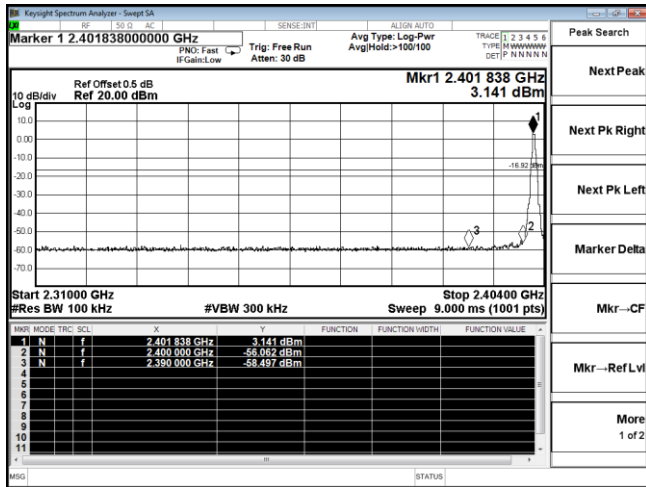 Keysight Spectrum Analyzer - Swept SA
RF 50 Ω AC SENSE:INT ALIGN AUTO
Marker 1 2.401838000000 GHz
PNO: Fast
IFGain:Low
Trig: Free Run
Atten: 30 dB
Avg Type: Log-Pwr
Avg|Hold:>100/100
TRACE 1 2 3 4 5 6
TYPE M WWWWW
DET P N N N N N
Peak Search
Next Peak
Next Pk Right
Next Pk Left
Marker Delta
Mkr→CF
Mkr→Ref Lvl
More
1 of 2
Ref Offset 0.5 dB
10 dB/div Ref 20.00 dBm
Mkr1 2.401 838 GHz
3.141 dBm
Log
10.0
0.00
-10.0
-20.0
-30.0
-40.0
-50.0
-60.0
-70.0
1
-16.92 dBm
2
3
Start 2.31000 GHz Stop 2.40400 GHz
#Res BW 100 kHz #VBW 300 kHz Sweep 9.000 ms (1001 pts)
MKR MODE TRC SCL X Y FUNCTION FUNCTION WIDTH FUNCTION VALUE
1 N f 2.401 838 GHz 3.141 dBm
2 N f 2.400 000 GHz -56.062 dBm
3 N f 2.390 000 GHz -58.497 dBm
4
5
6
7
8
9
10
11
MSG STATUS